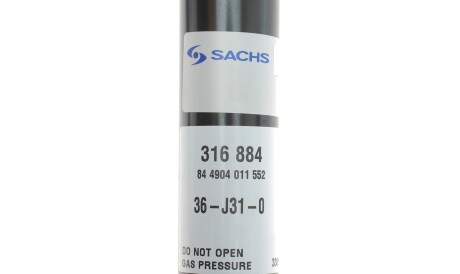 SACHS
316 884
84 4904 011 552
36-J31-0
DO NOT OPEN
GAS PRESSURE